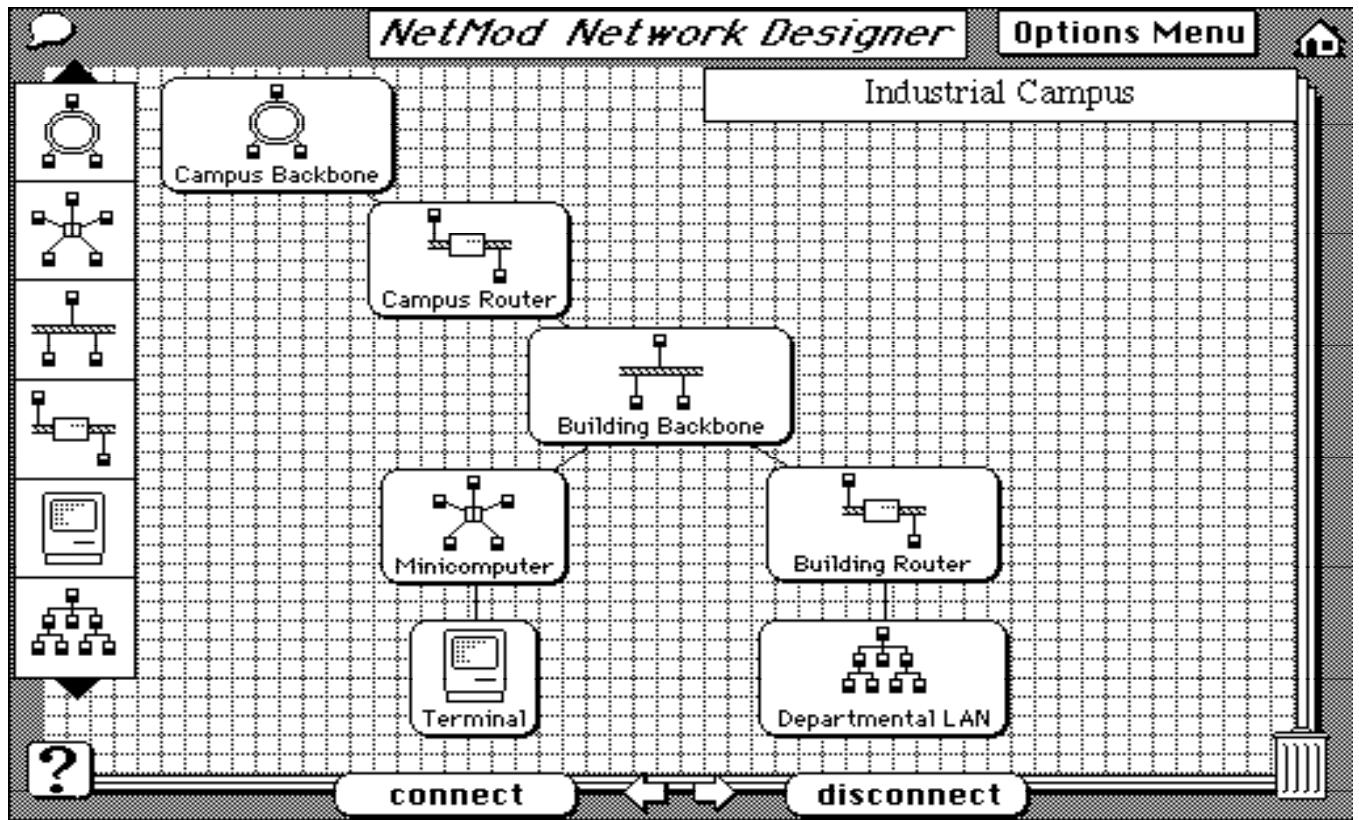 NetMod Network Designer
Options Menu
Industrial Campus
Campus Backbone
Campus Router
Building Backbone
Minicomputer
Building Router
Terminal
Departmental LAN
?
connect
disconnect